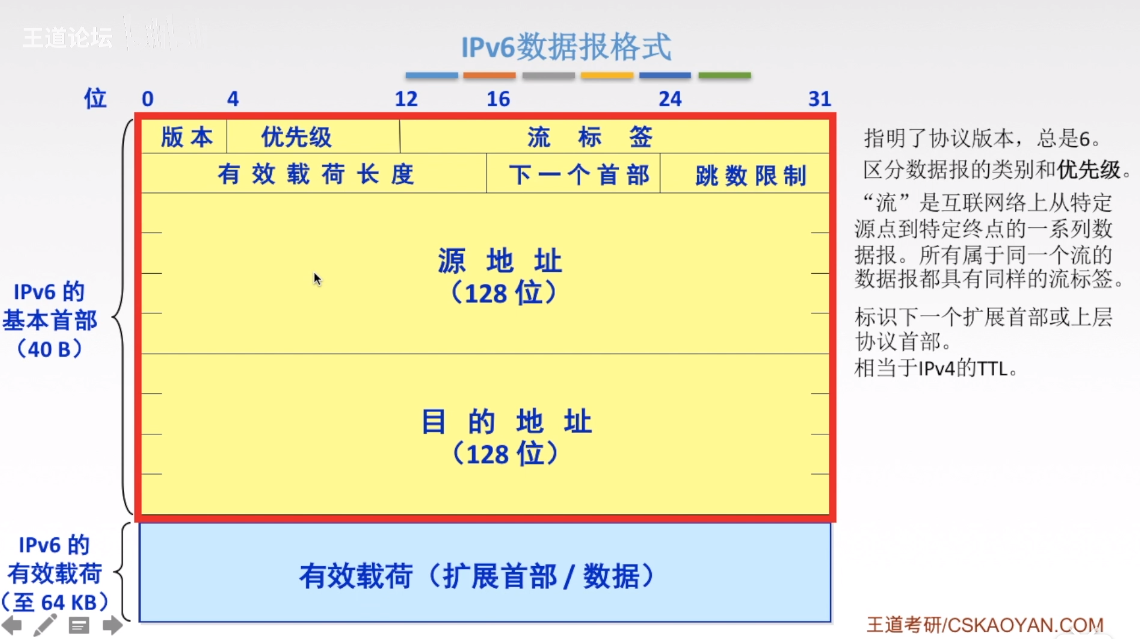 王道论坛
IPv6数据报格式
位 0 4 12 16 24 31
版本 优先级 流标签
有效载荷长度 下一个首部 跳数限制
源地址
（128 位）
目的地址
（128 位）
IPv6 的
基本首部
（40 B）
指明了协议版本，总是6。
区分数据报的类别和优先级。
“流”是互联网络上从特定
源点到特定终点的一系列数
据报。所有属于同一个流的
数据报都具有同样的流标签。
标识下一个扩展首部或上层
协议首部。
相当于IPv4的TTL。
IPv6 的
有效载荷
（至 64 KB）
有效载荷（扩展首部 / 数据）
王道考研/CSKAOYAN.COM